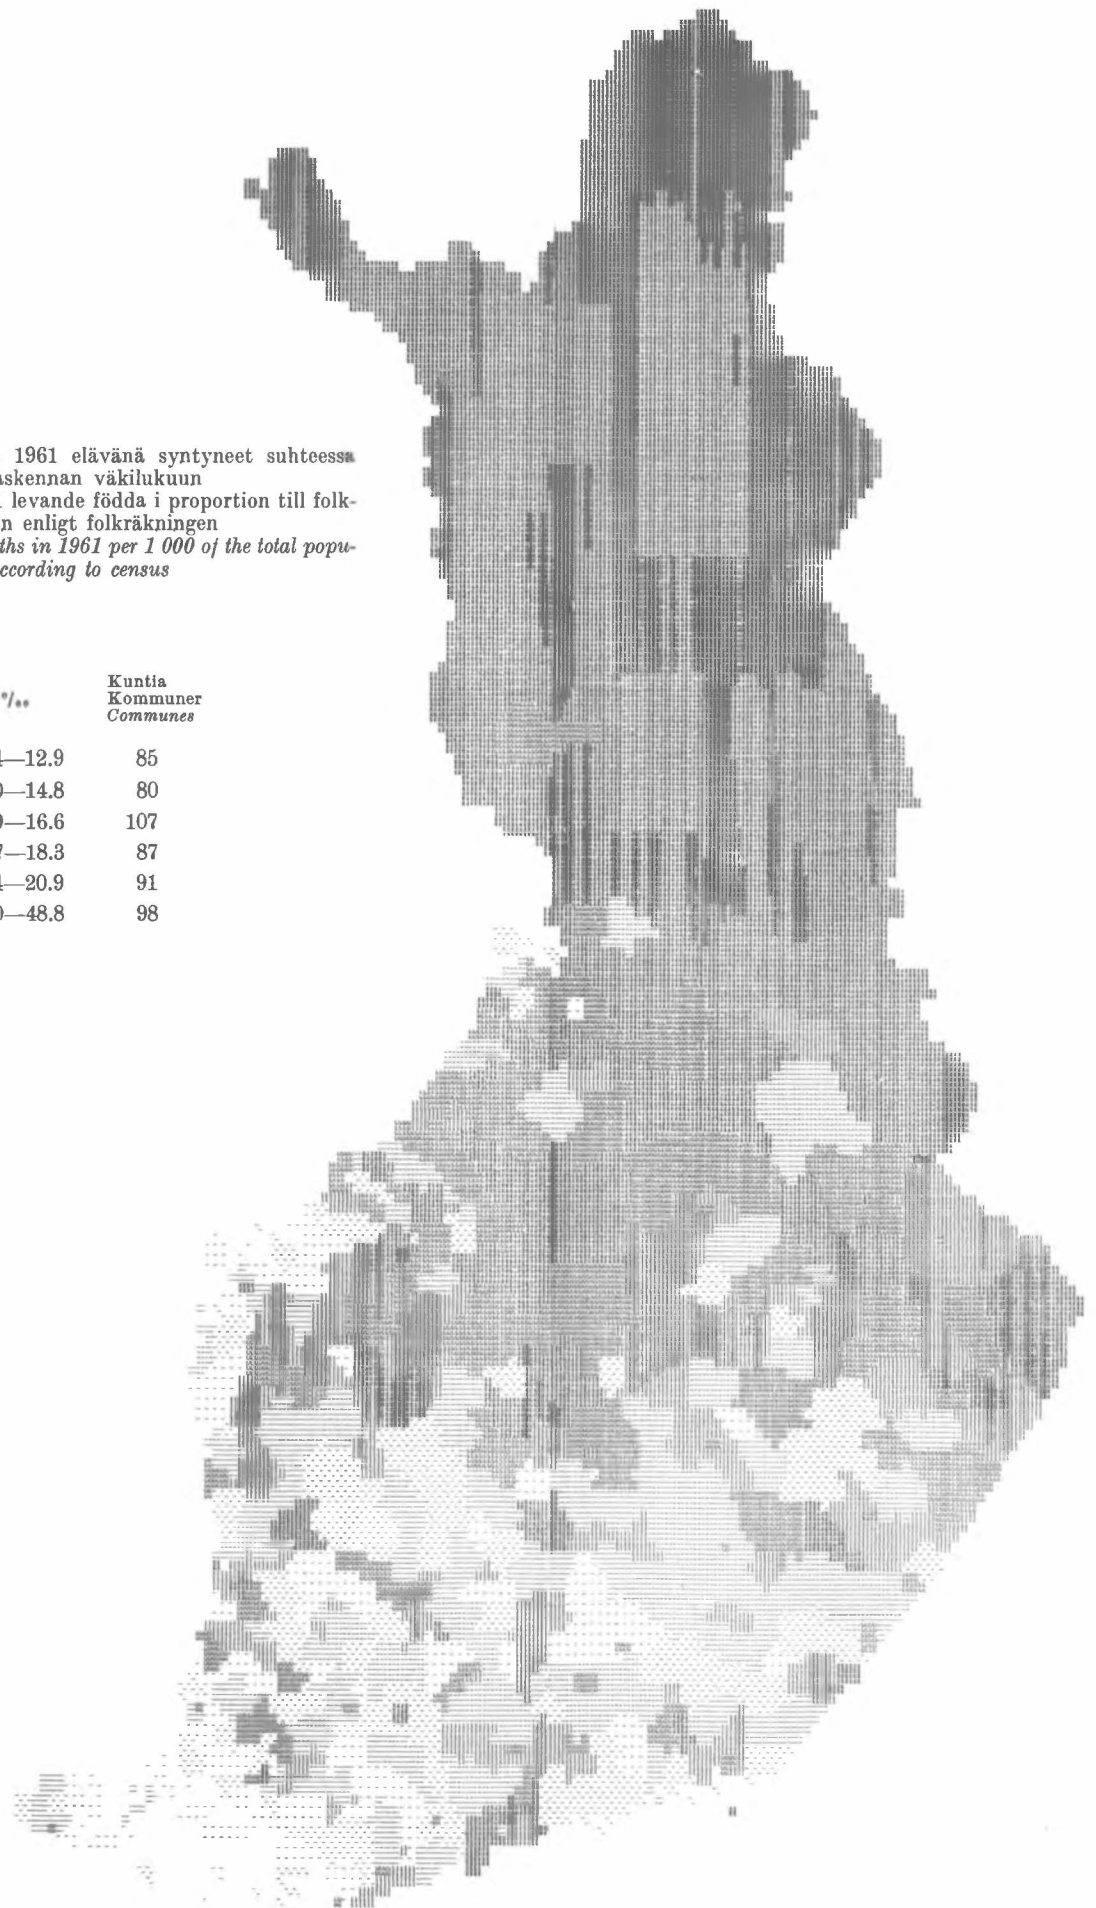 1961 elävänä syntyneet suhteessa
askennan väkilukuun
levande födda i proportion till folk-
n enligt folkräkningen
ths in 1961 per 1 000 of the total popu-
ccording to census
Kuntia
‰ Kommuner
Communes
—12.9 85
—14.8 80
—16.6 107
—18.3 87
—20.9 91
—48.8 98